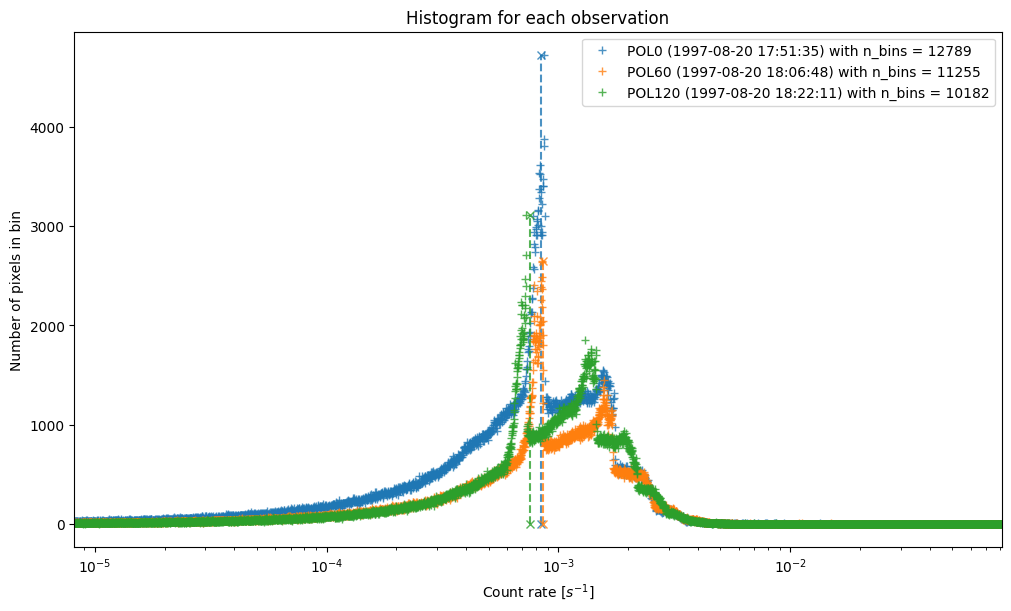 Histogram for each observation
POL0 (1997-08-20 17:51:35) with n_bins = 12789
POL60 (1997-08-20 18:06:48) with n_bins = 11255
POL120 (1997-08-20 18:22:11) with n_bins = 10182
Number of pixels in bin
4000
3000
2000
1000
0
10⁻⁵ 10⁻⁴ 10⁻³ 10⁻²
Count rate [s⁻¹]